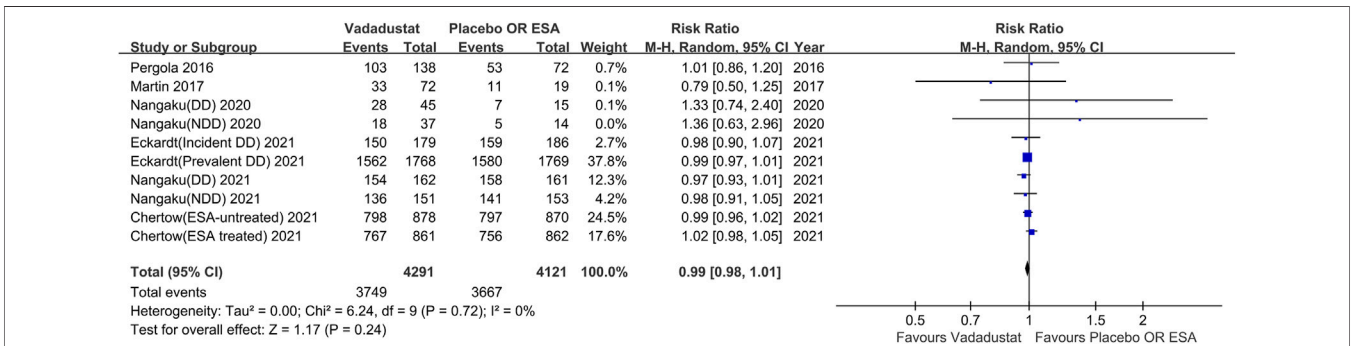 Vadadustat Placebo OR ESA Risk Ratio Risk Ratio
Study or Subgroup Events Total Events Total Weight M-H, Random, 95% CI Year M-H, Random, 95% CI
Pergola 2016 103 138 53 72 0.7% 1.01 [0.86, 1.20] 2016
Martin 2017 33 72 11 19 0.1% 0.79 [0.50, 1.25] 2017
Nangaku(DD) 2020 28 45 7 15 0.1% 1.33 [0.74, 2.40] 2020
Nangaku(NDD) 2020 18 37 5 14 0.0% 1.36 [0.63, 2.96] 2020
Eckardt(Incident DD) 2021 150 179 159 186 2.7% 0.98 [0.90, 1.07] 2021
Eckardt(Prevalent DD) 2021 1562 1768 1580 1769 37.8% 0.99 [0.97, 1.01] 2021
Nangaku(DD) 2021 154 162 158 161 12.3% 0.97 [0.93, 1.01] 2021
Nangaku(NDD) 2021 136 151 141 153 4.2% 0.98 [0.91, 1.05] 2021
Chertow(ESA-untreated) 2021 798 878 797 870 24.5% 0.99 [0.96, 1.02] 2021
Chertow(ESA treated) 2021 767 861 756 862 17.6% 1.02 [0.98, 1.05] 2021
Total (95% CI) 4291 4121 100.0% 0.99 [0.98, 1.01]
Total events 3749 3667
Heterogeneity: Tau² = 0.00; Chi² = 6.24, df = 9 (P = 0.72); I² = 0%
Test for overall effect: Z = 1.17 (P = 0.24)
0.5 0.7 1 1.5 2
Favours Vadadustat Favours Placebo OR ESA